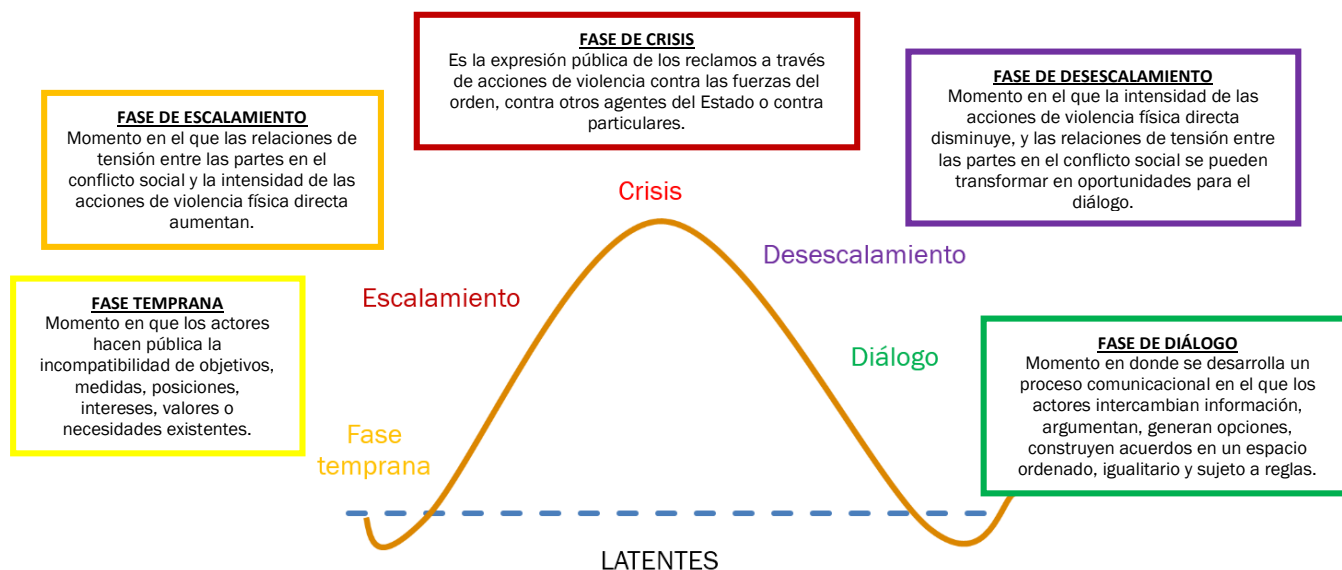 FASE DE CRISIS
Es la expresión pública de los reclamos a través
de acciones de violencia contra las fuerzas del
orden, contra otros agentes del Estado o contra
particulares.
FASE DE DESESCALAMIENTO
Momento en el que la intensidad de las
acciones de violencia física directa
disminuye, y las relaciones de tensión entre
las partes en el conflicto social se pueden
transformar en oportunidades para el
diálogo.
FASE DE ESCALAMIENTO
Momento en el que las relaciones de
tensión entre las partes en el
conflicto social y la intensidad de las
acciones de violencia física directa
aumentan.
Crisis
Desescalamiento
Escalamiento
FASE TEMPRANA
Momento en que los actores
hacen pública la
incompatibilidad de objetivos,
medidas, posiciones,
intereses, valores o
necesidades existentes.
Diálogo
FASE DE DIÁLOGO
Momento en donde se desarrolla un
proceso comunicacional en el que los
actores intercambian información,
argumentan, generan opciones,
construyen acuerdos en un espacio
ordenado, igualitario y sujeto a reglas.
Fase
temprana
LATENTES